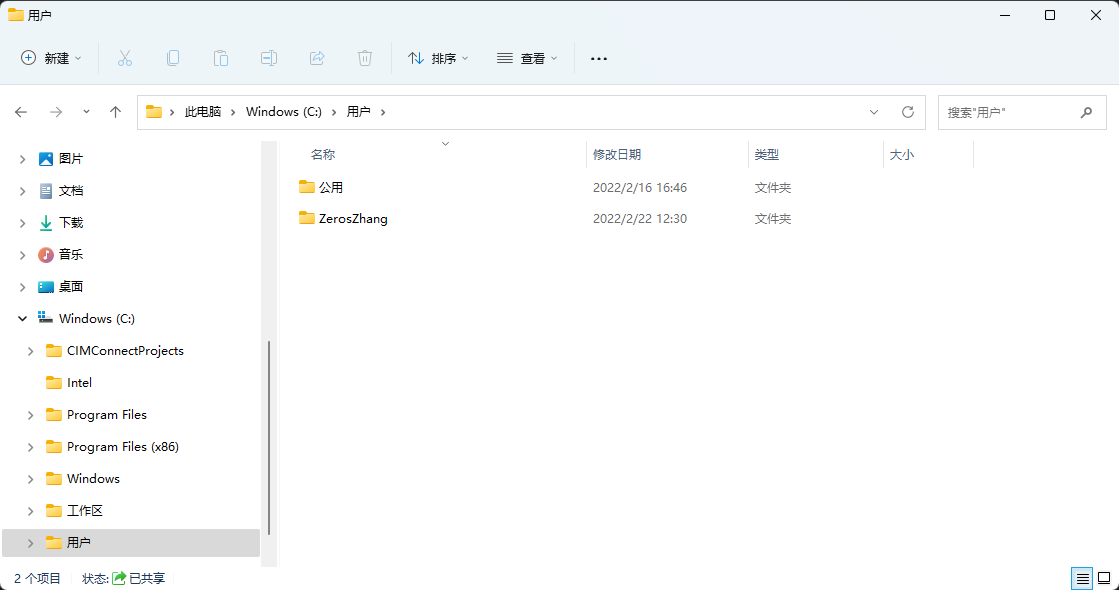 用户
新建
排序
查看
此电脑 Windows (C:) 用户
搜索"用户"
图片
文档
下载
音乐
桌面
Windows (C:)
CIMConnectProjects
Intel
Program Files
Program Files (x86)
Windows
工作区
用户
名称 修改日期 类型 大小
公用 2022/2/16 16:46 文件夹
ZerosZhang 2022/2/22 12:30 文件夹
2 个项目 状态: 已共享